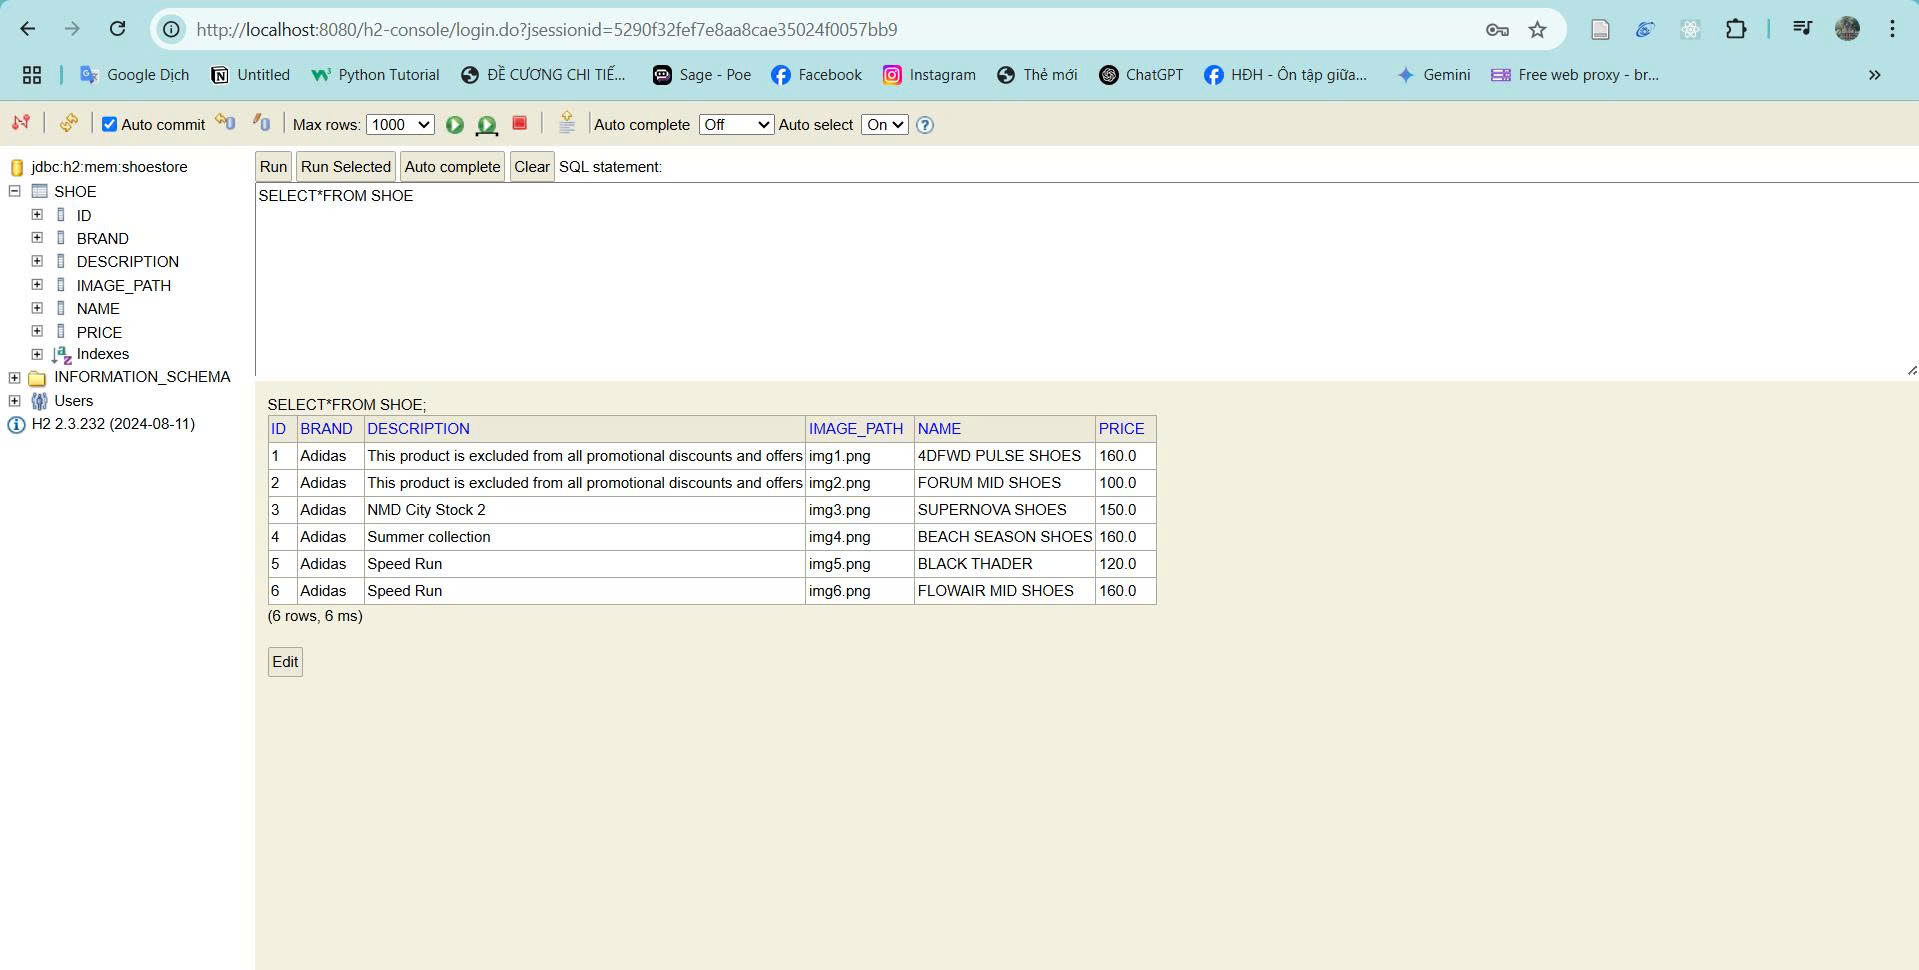 http://localhost:8080/h2-console/login.do?jsessionid=5290f32fef7e8aa8cae35024f0057bb9
Google Dịch Untitled Python Tutorial ĐỀ CƯƠNG CHI TIẾ... Sage - Poe Facebook Instagram Thẻ mới ChatGPT HĐH - Ôn tập giữa... Gemini Free web proxy - br...
Auto commit Max rows: 1000 Auto complete Off Auto select On
jdbc:h2:mem:shoestore
SHOE
ID
BRAND
DESCRIPTION
IMAGE_PATH
NAME
PRICE
Indexes
INFORMATION_SCHEMA
Users
H2 2.3.232 (2024-08-11)
Run Run Selected Auto complete Clear SQL statement:
SELECT*FROM SHOE
SELECT*FROM SHOE;
ID BRAND DESCRIPTION IMAGE_PATH NAME PRICE
1 Adidas This product is excluded from all promotional discounts and offers img1.png 4DFWD PULSE SHOES 160.0
2 Adidas This product is excluded from all promotional discounts and offers img2.png FORUM MID SHOES 100.0
3 Adidas NMD City Stock 2 img3.png SUPERNOVA SHOES 150.0
4 Adidas Summer collection img4.png BEACH SEASON SHOES 160.0
5 Adidas Speed Run img5.png BLACK THADER 120.0
6 Adidas Speed Run img6.png FLOWAIR MID SHOES 160.0
(6 rows, 6 ms)
Edit